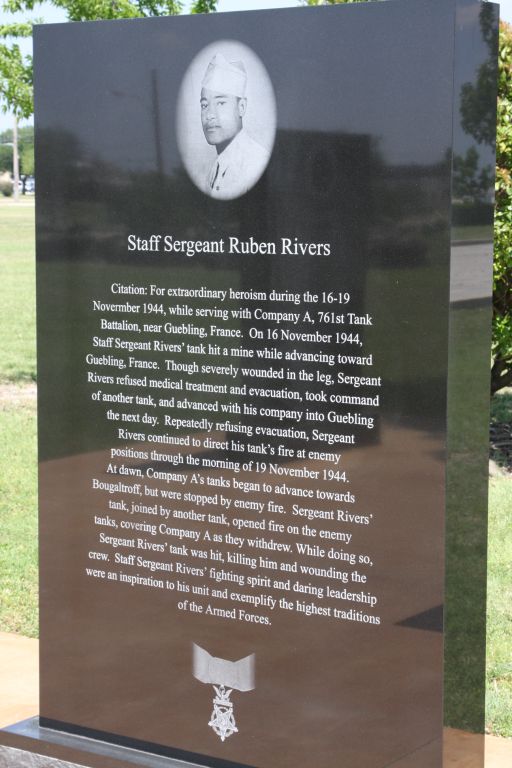 Staff Sergeant Ruben Rivers
Citation: For extraordinary heroism during the 16-19
Novermber 1944, while serving with Company A, 761st Tank
Battalion, near Guebling, France. On 16 November 1944,
Staff Sergeant Rivers' tank hit a mine while advancing toward
Guebling, France. Though severely wounded in the leg, Sergeant
Rivers refused medical treatment and evacuation, took command
of another tank, and advanced with his company into Guebling
the next day. Repeatedly refusing evacuation, Sergeant
Rivers continued to direct his tank's fire at enemy
positions through the morning of 19 November 1944.
At dawn, Company A's tanks began to advance towards
Bougaltroff, but were stopped by enemy fire. Sergeant Rivers'
tank, joined by another tank, opened fire on the enemy
tanks, covering Company A as they withdrew. While doing so,
Sergeant Rivers' tank was hit, killing him and wounding the
crew. Staff Sergeant Rivers' fighting spirit and daring leadership
were an inspiration to his unit and exemplify the highest traditions
of the Armed Forces.